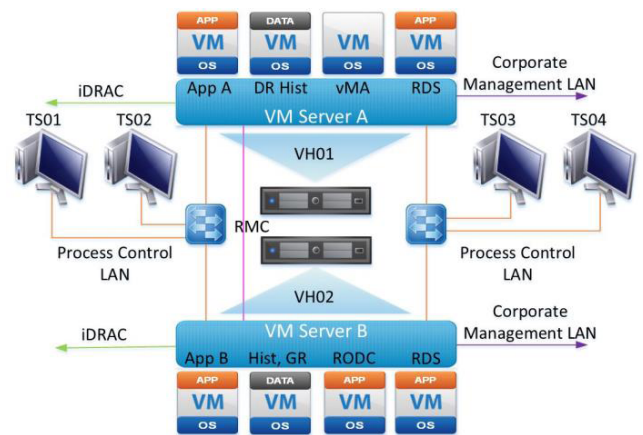 APP DATA APP
VM VM VM VM
OS OS OS OS
App A DR Hist vMA RDS
VM Server A
iDRAC
Corporate
Management LAN
TS01 TS02 TS03 TS04
VH01
RMC
Process Control
LAN
Process Control
LAN
VH02
VM Server B
iDRAC
Corporate
Management LAN
App B Hist, GR RODC RDS
APP DATA APP APP
VM VM VM VM
OS OS OS OS